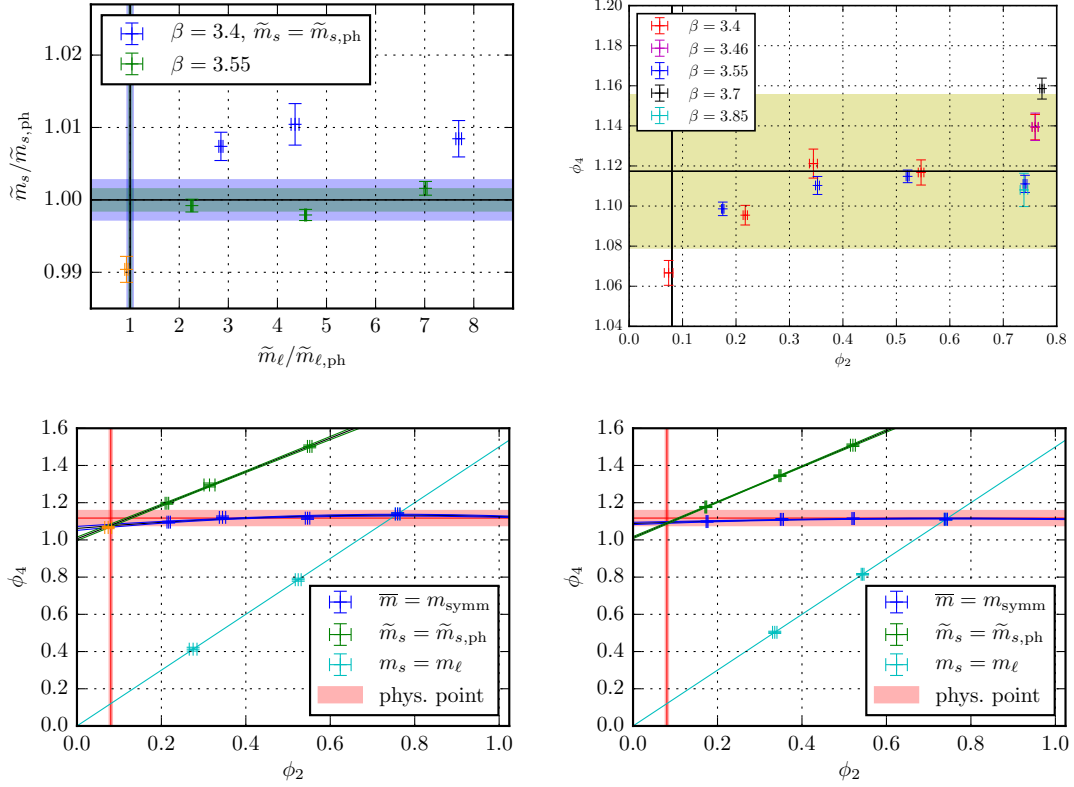 1.02
1.01
1.00
0.99
m̃_s/m̃_{s,ph}
β = 3.4, m̃_s = m̃_{s,ph}
β = 3.55
1 2 3 4 5 6 7 8
m̃_ℓ/m̃_{ℓ,ph}
1.20
1.18
1.16
1.14
1.12
1.10
1.08
1.06
1.04
ϕ_4
β = 3.4
β = 3.46
β = 3.55
β = 3.7
β = 3.85
0.0 0.1 0.2 0.3 0.4 0.5 0.6 0.7 0.8
ϕ_2
1.6
1.4
1.2
1.0
0.8
0.6
0.4
0.2
0.0
ϕ_4
m̅ = m_symm
m̃_s = m̃_{s,ph}
m_s = m_ℓ
phys. point
0.0 0.2 0.4 0.6 0.8 1.0
ϕ_2
1.6
1.4
1.2
1.0
0.8
0.6
0.4
0.2
0.0
ϕ_4
m̅ = m_symm
m̃_s = m̃_{s,ph}
m_s = m_ℓ
phys. point
0.0 0.2 0.4 0.6 0.8 1.0
ϕ_2